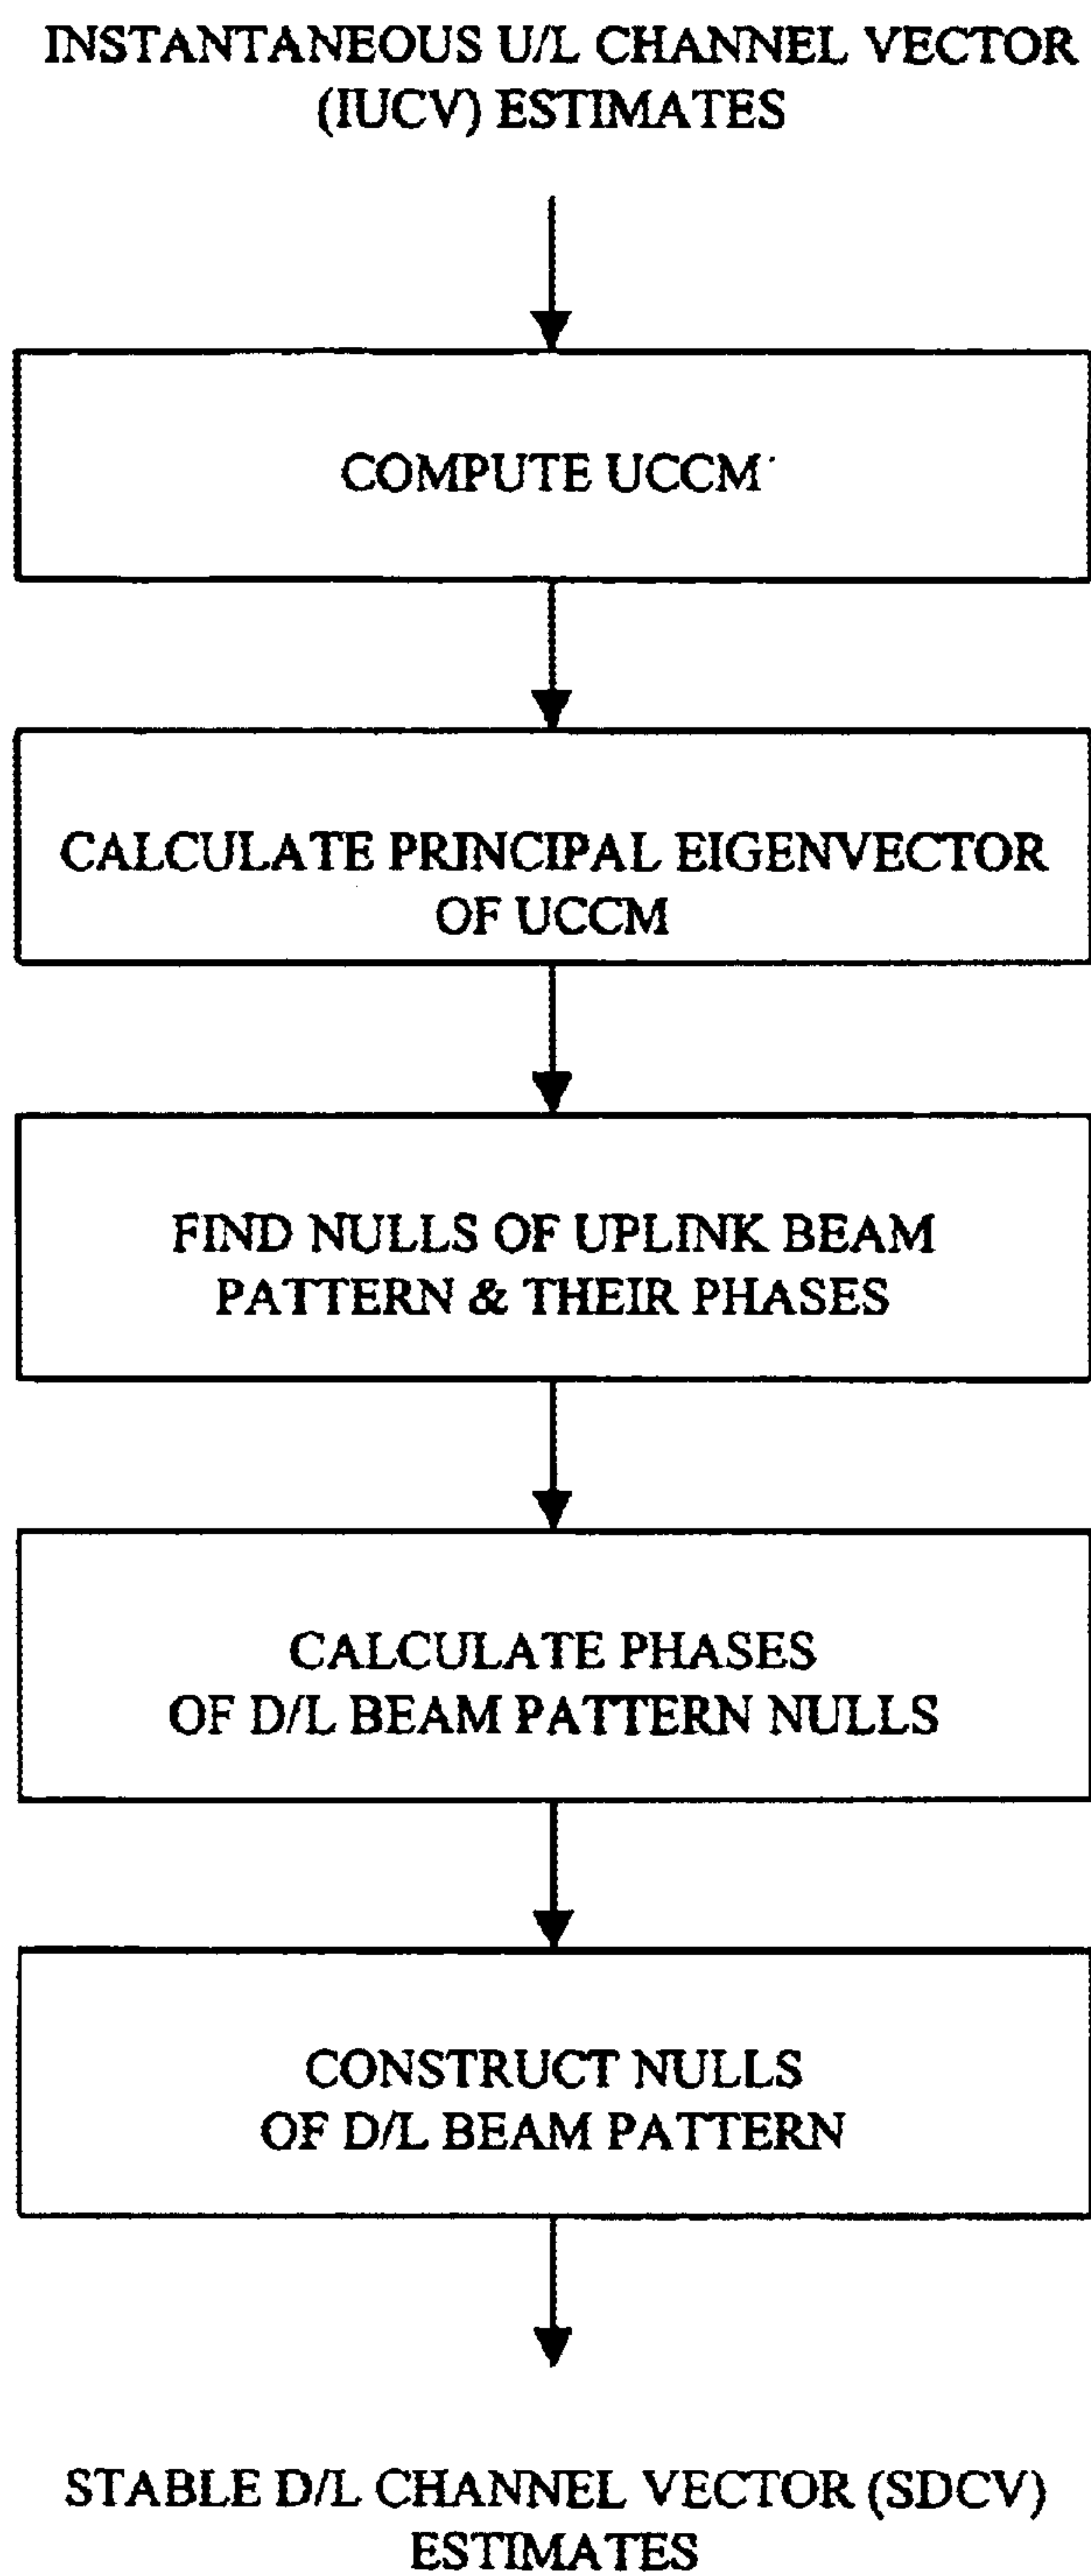 INSTANTANEOUS U/L CHANNEL VECTOR
(IUCV) ESTIMATES
COMPUTE UCCM
CALCULATE PRINCIPAL EIGENVECTOR
OF UCCM
FIND NULLS OF UPLINK BEAM
PATTERN & THEIR PHASES
CALCULATE PHASES
OF D/L BEAM PATTERN NULLS
CONSTRUCT NULLS
OF D/L BEAM PATTERN
STABLE D/L CHANNEL VECTOR (SDCV)
ESTIMATES